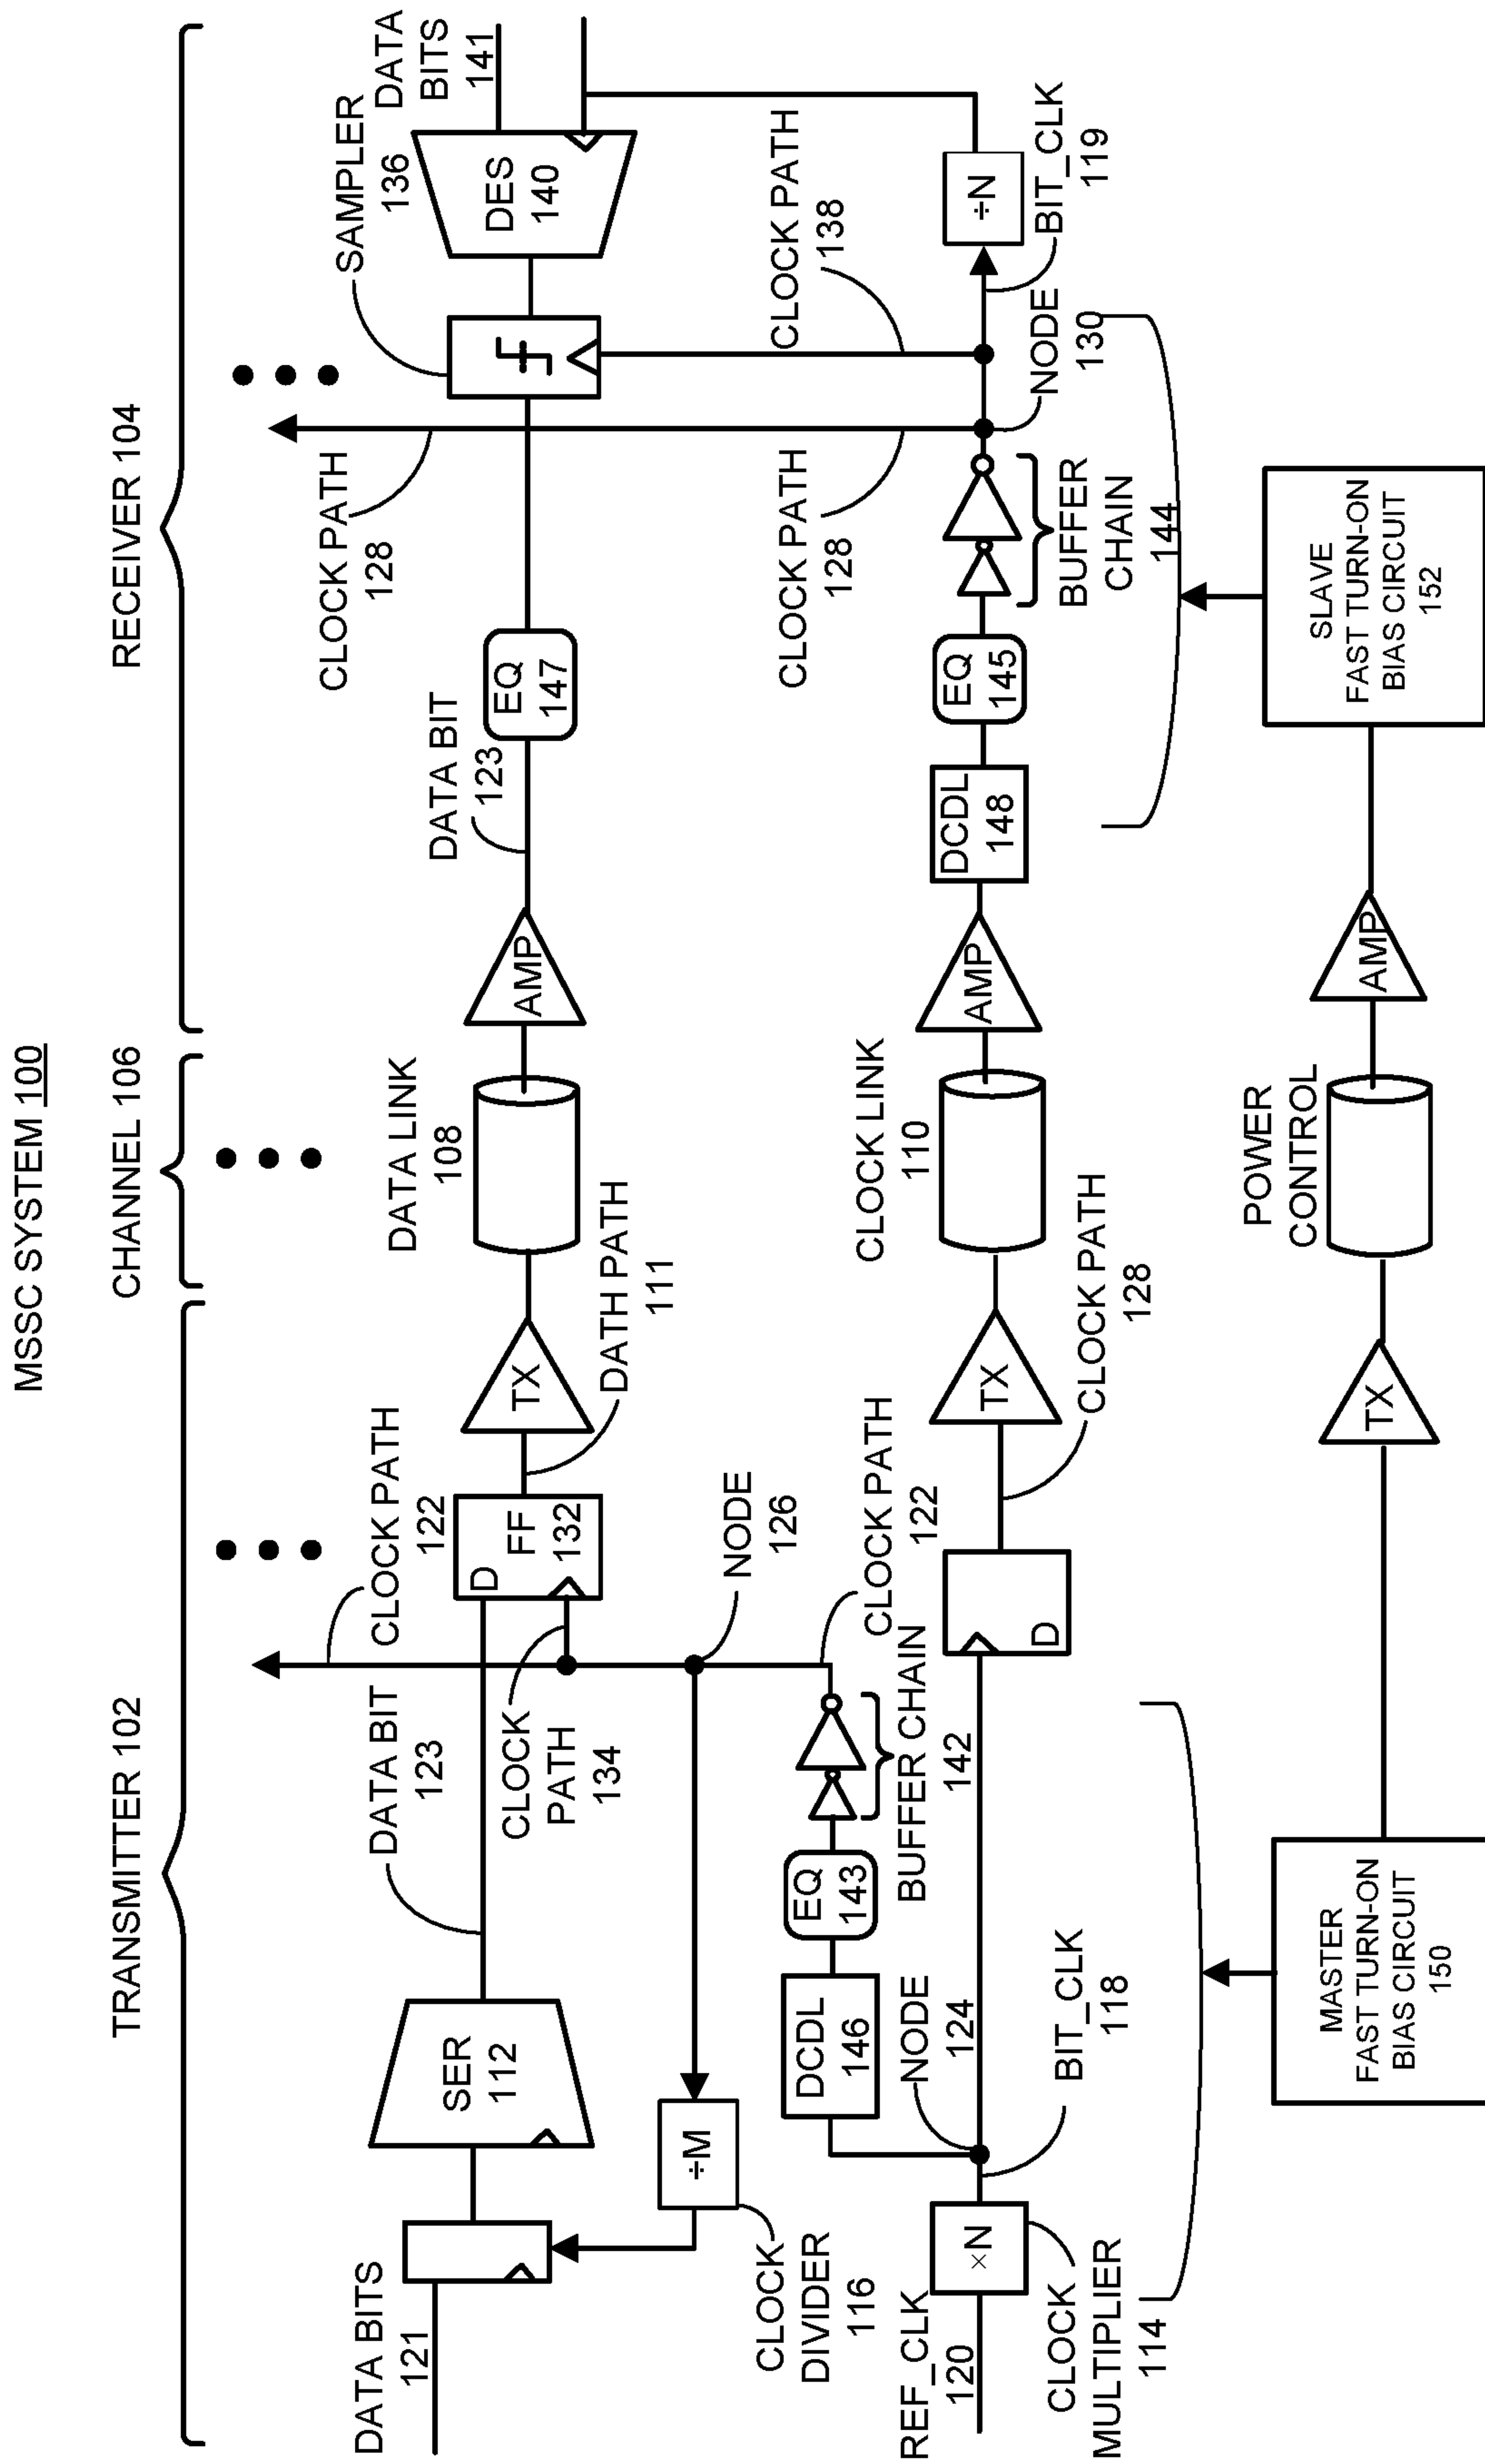 MSSC SYSTEM 100
TRANSMITTER 102
CHANNEL 106
RECEIVER 104
DATA BITS
121
SER
112
DATA BIT
123
CLOCK PATH
122
D
FF
132
CLOCK
PATH
134
DATH PATH
111
TX
DATA LINK
108
AMP
DATA BIT
123
EQ
147
CLOCK PATH
128
SAMPLER
136
DES
140
DATA
BITS
141
÷M
CLOCK
DIVIDER
116
NODE
126
CLOCK PATH
122
DCDL
146
EQ
143
BUFFER CHAIN
142
REF_CLK
120
×N
CLOCK
MULTIPLIER
114
NODE
124
BIT_CLK
118
D
TX
CLOCK PATH
128
CLOCK LINK
110
AMP
DCDL
148
EQ
145
BUFFER
CHAIN
144
CLOCK PATH
128
CLOCK PATH
138
NODE
130
÷N
BIT_CLK
119
MASTER
FAST TURN-ON
BIAS CIRCUIT
150
TX
POWER
CONTROL
AMP
SLAVE
FAST TURN-ON
BIAS CIRCUIT
152